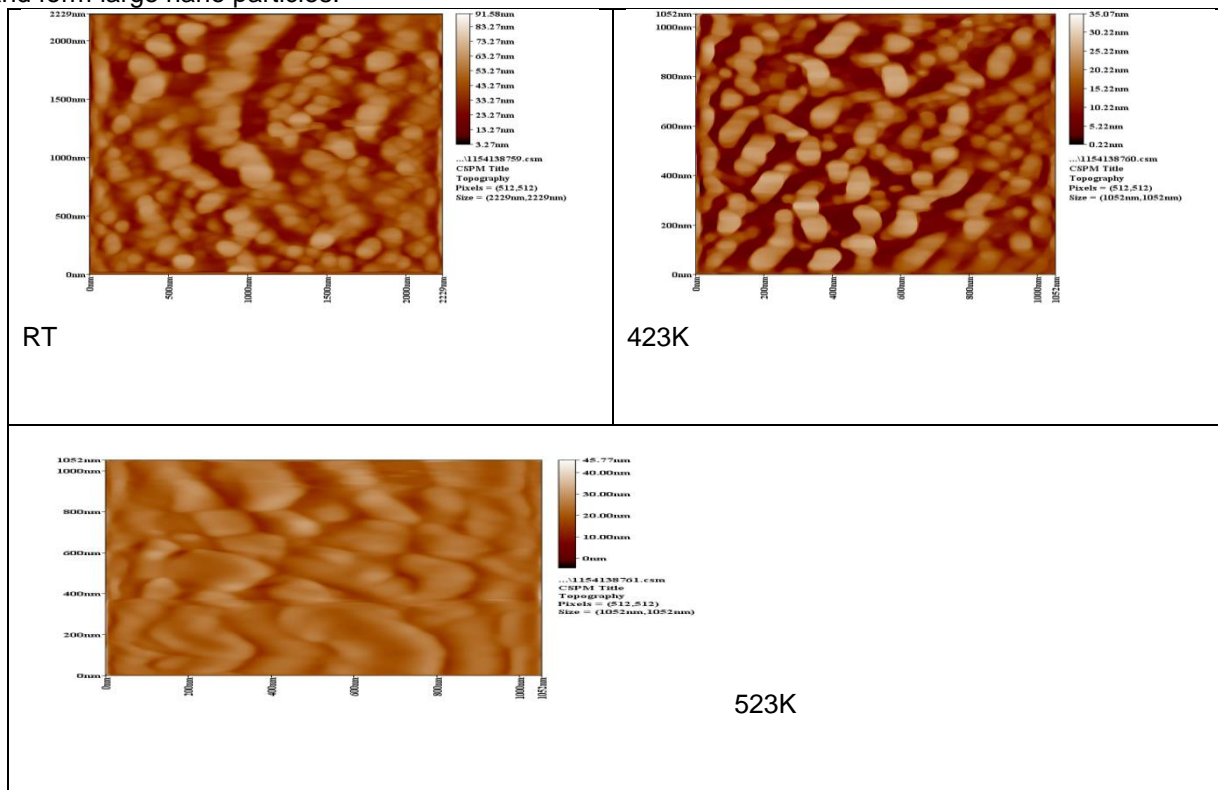 and form large nano particles.
2229nm
2000nm
1500nm
1000nm
500nm
0nm
0nm
500nm
1000nm
1500nm
2000nm
2229nm
91.58nm
83.27nm
73.27nm
63.27nm
53.27nm
43.27nm
33.27nm
23.27nm
13.27nm
3.27nm
...\1154138759.csm
CSPM Title
Topography
Pixels = (512,512)
Size = (2229nm,2229nm)
RT
1052nm
1000nm
800nm
600nm
400nm
200nm
0nm
0nm
200nm
400nm
600nm
800nm
1000nm
1052nm
35.07nm
30.22nm
25.22nm
20.22nm
15.22nm
10.22nm
5.22nm
0.22nm
...\1154138760.csm
CSPM Title
Topography
Pixels = (512,512)
Size = (1052nm,1052nm)
423K
1052nm
1000nm
800nm
600nm
400nm
200nm
0nm
0nm
200nm
400nm
600nm
800nm
1000nm
1052nm
45.77nm
40.00nm
30.00nm
20.00nm
10.00nm
0nm
...\1154138761.csm
CSPM Title
Topography
Pixels = (512,512)
Size = (1052nm,1052nm)
523K